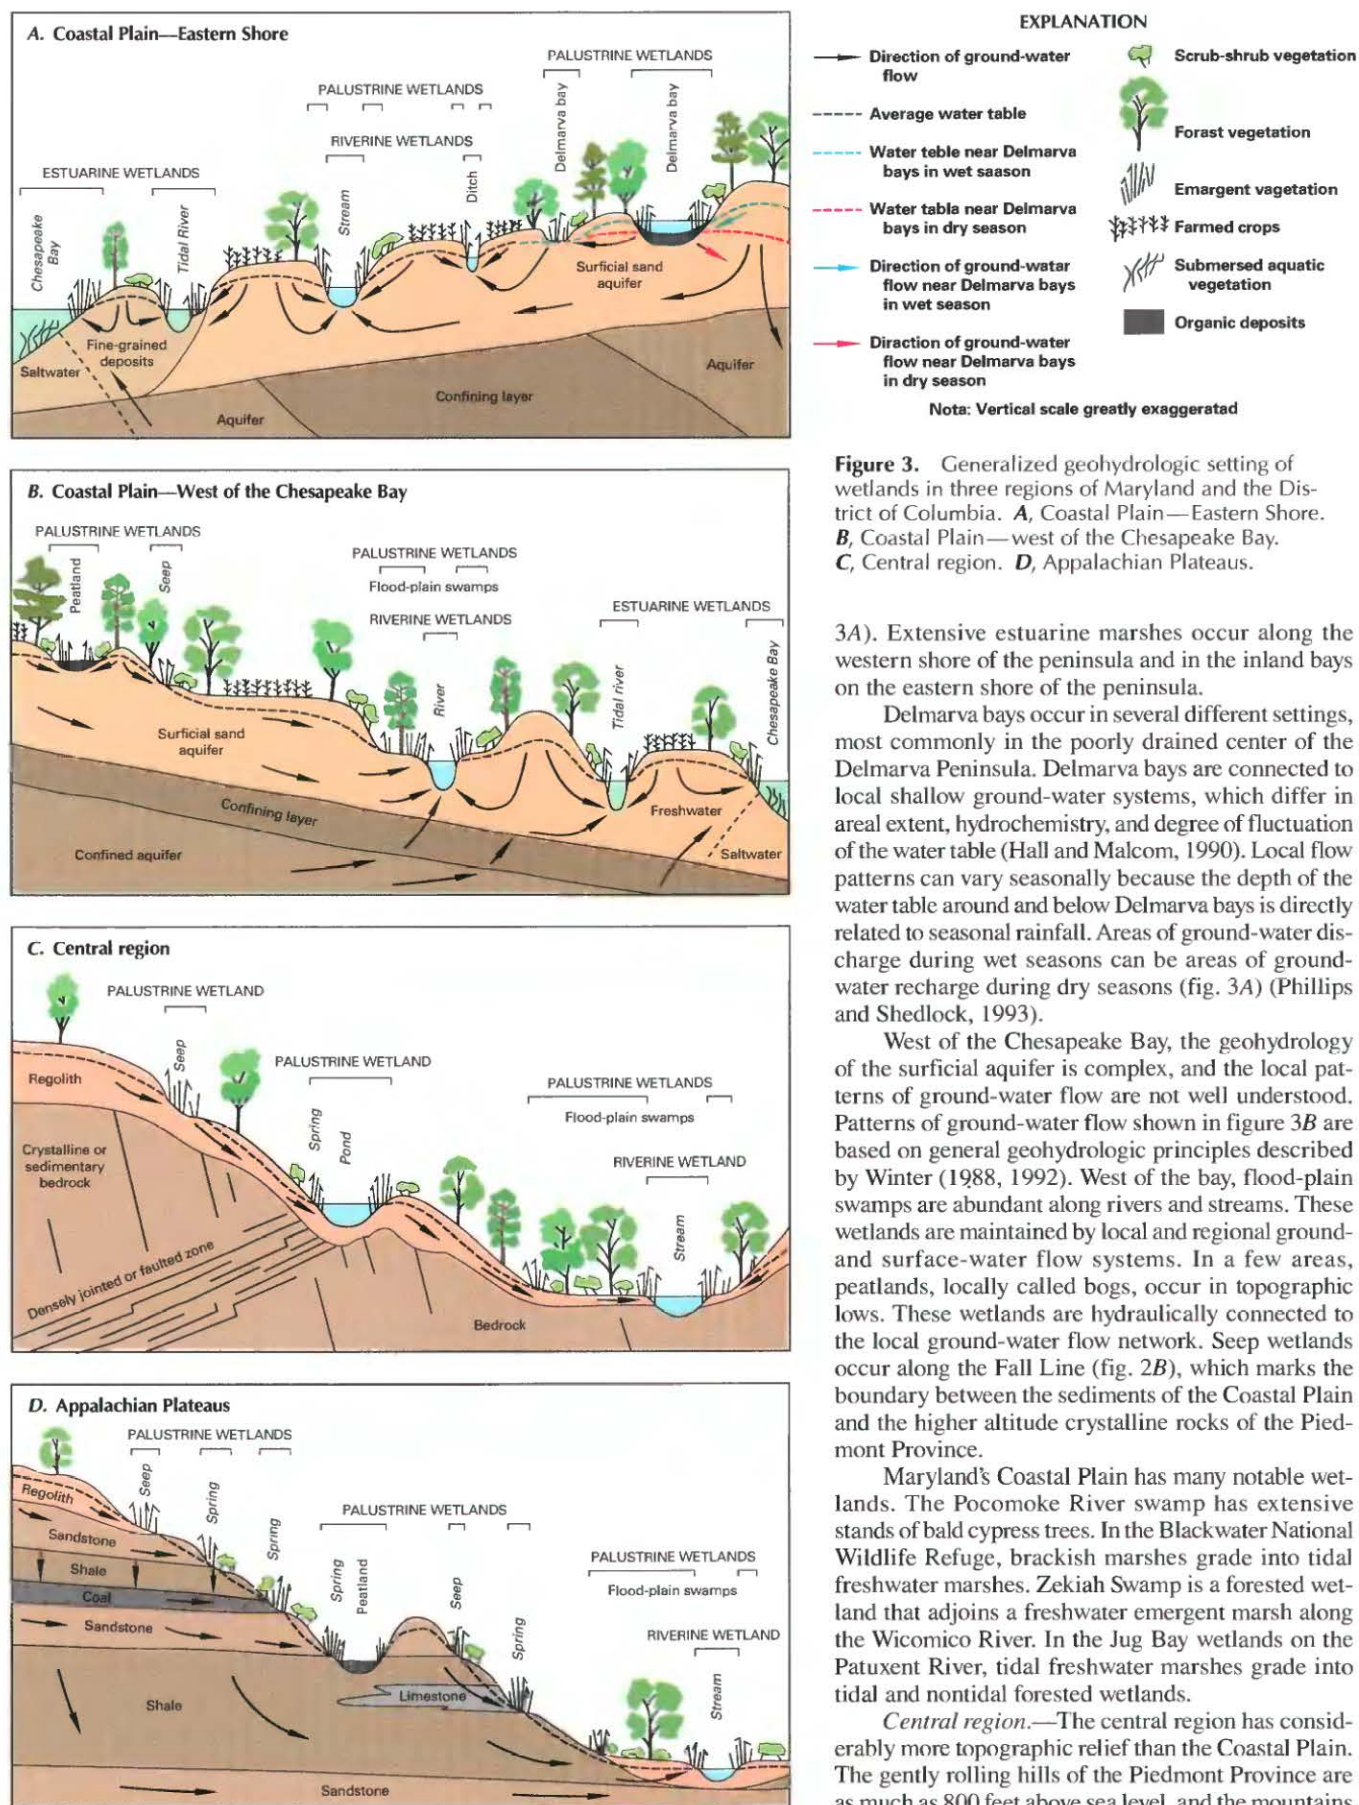 A. Coastal Plain—Eastern Shore
PALUSTRINE WETLANDS
PALUSTRINE WETLANDS
RIVERINE WETLANDS
ESTUARINE WETLANDS
Chesapeake
Bay
Tidal River
Stream
Ditch
Delmarva bay
Delmarva bay
Surficial sand
aquifer
Fine-grained
deposits
Saltwater
Aquifer
Confining layer
Aquifer
EXPLANATION
Direction of ground-water
flow
Average water table
Water teble near Delmarva
bays in wet saason
Water tabla near Delmarva
bays in dry season
Direction of ground-watar
flow near Delmarva bays
in wet season
Diraction of ground-water
flow near Delmarva bays
in dry season
Scrub-shrub vegetation
Forast vegetation
Emargent vagetation
Farmed crops
Submersed aquatic
vegetation
Organic deposits
Nota: Vertical scale greatly exaggeratad
B. Coastal Plain—West of the Chesapeake Bay
PALUSTRINE WETLANDS
Peatland
Seep
PALUSTRINE WETLANDS
Flood-plain swamps
RIVERINE WETLANDS
River
ESTUARINE WETLANDS
Tidal river
Chesapeake Bay
Surficial sand
aquifer
Confining layer
Confined aquifer
Freshwater
Saltwater
C. Central region
PALUSTRINE WETLAND
Seep
PALUSTRINE WETLAND
Spring
Pond
PALUSTRINE WETLANDS
Flood-plain swamps
RIVERINE WETLAND
Stream
Regolith
Crystalline or
sedimentary
bedrock
Densely jointed or faulted zone
Bedrock
D. Appalachian Plateaus
PALUSTRINE WETLANDS
Seep
Spring
Spring
PALUSTRINE WETLANDS
Spring
Peatland
Seep
Spring
PALUSTRINE WETLANDS
Flood-plain swamps
RIVERINE WETLAND
Stream
Regolith
Sandstone
Shale
Coal
Sandstone
Limestone
Shale
Sandstone
Figure 3. Generalized geohydrologic setting of
wetlands in three regions of Maryland and the Dis-
trict of Columbia. A, Coastal Plain—Eastern Shore.
B, Coastal Plain—west of the Chesapeake Bay.
C, Central region. D, Appalachian Plateaus.
3A). Extensive estuarine marshes occur along the
western shore of the peninsula and in the inland bays
on the eastern shore of the peninsula.
Delmarva bays occur in several different settings,
most commonly in the poorly drained center of the
Delmarva Peninsula. Delmarva bays are connected to
local shallow ground-water systems, which differ in
areal extent, hydrochemistry, and degree of fluctuation
of the water table (Hall and Malcom, 1990). Local flow
patterns can vary seasonally because the depth of the
water table around and below Delmarva bays is directly
related to seasonal rainfall. Areas of ground-water dis-
charge during wet seasons can be areas of ground-
water recharge during dry seasons (fig. 3A) (Phillips
and Shedlock, 1993).
West of the Chesapeake Bay, the geohydrology
of the surficial aquifer is complex, and the local pat-
terns of ground-water flow are not well understood.
Patterns of ground-water flow shown in figure 3B are
based on general geohydrologic principles described
by Winter (1988, 1992). West of the bay, flood-plain
swamps are abundant along rivers and streams. These
wetlands are maintained by local and regional ground-
and surface-water flow systems. In a few areas,
peatlands, locally called bogs, occur in topographic
lows. These wetlands are hydraulically connected to
the local ground-water flow network. Seep wetlands
occur along the Fall Line (fig. 2B), which marks the
boundary between the sediments of the Coastal Plain
and the higher altitude crystalline rocks of the Pied-
mont Province.
Maryland's Coastal Plain has many notable wet-
lands. The Pocomoke River swamp has extensive
stands of bald cypress trees. In the Blackwater National
Wildlife Refuge, brackish marshes grade into tidal
freshwater marshes. Zekiah Swamp is a forested wet-
land that adjoins a freshwater emergent marsh along
the Wicomico River. In the Jug Bay wetlands on the
Patuxent River, tidal freshwater marshes grade into
tidal and nontidal forested wetlands.
Central region.—The central region has consid-
erably more topographic relief than the Coastal Plain.
The gently rolling hills of the Piedmont Province are
as much as 800 feet above sea level, and the mountains